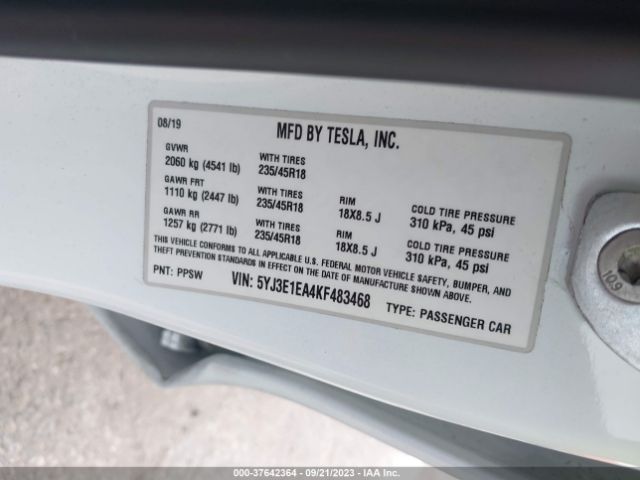 08/19
MFD BY TESLA, INC.
GVWR
2060 kg (4541 lb)
WITH TIRES
235/45R18
GAWR FRT
1110 kg (2447 lb)
WITH TIRES
235/45R18
RIM
18X8.5 J
COLD TIRE PRESSURE
310 kPa, 45 psi
GAWR RR
1257 kg (2771 lb)
WITH TIRES
235/45R18
RIM
18X8.5 J
COLD TIRE PRESSURE
310 kPa, 45 psi
THIS VEHICLE CONFORMS TO ALL APPLICABLE U.S. FEDERAL MOTOR VEHICLE SAFETY, BUMPER, AND
THEFT PREVENTION STANDARDS IN EFFECT ON THE DATE OF MANUFACTURE SHOWN ABOVE.
PNT: PPSW
VIN: 5YJ3E1EA4KF483468
TYPE: PASSENGER CAR
10.9
000-37642364 - 09/21/2023 - IAA Inc.